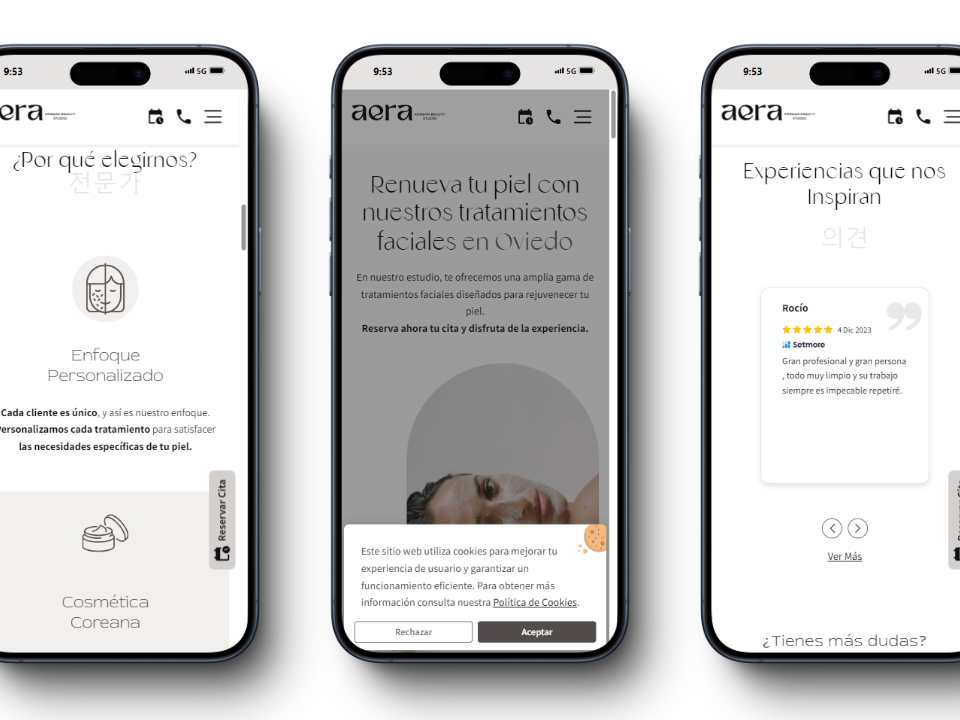 9:53
5G
era
KOREAN BEAUTY
STUDIO
¿Por qué elegirnos?
전문가
Enfoque
Personalizado
Cada cliente es único, y así es nuestro enfoque.
Personalizamos cada tratamiento para satisfacer
las necesidades específicas de tu piel.
Reservar Cita
Cosmética
Coreana
9:53
5G
aera
KOREAN BEAUTY
STUDIO
Renueva tu piel con
nuestros tratamientos
faciales en Oviedo
En nuestro estudio, te ofrecemos una amplia gama de
tratamientos faciales diseñados para rejuvenecer tu
piel.
Reserva ahora tu cita y disfruta de la experiencia.
Este sitio web utiliza cookies para mejorar tu
experiencia de usuario y garantizar un
funcionamiento eficiente. Para obtener más
información consulta nuestra Política de Cookies.
Rechazar
Aceptar
9:53
5G
aera
KOREAN BEAUTY
STUDIO
Experiencias que nos
Inspiran
의견
Rocío
4 Dic 2023
Setmore
Gran profesional y gran persona
, todo muy limpio y su trabajo
siempre es impecable repetiré.
Ver Más
¿Tienes más dudas?